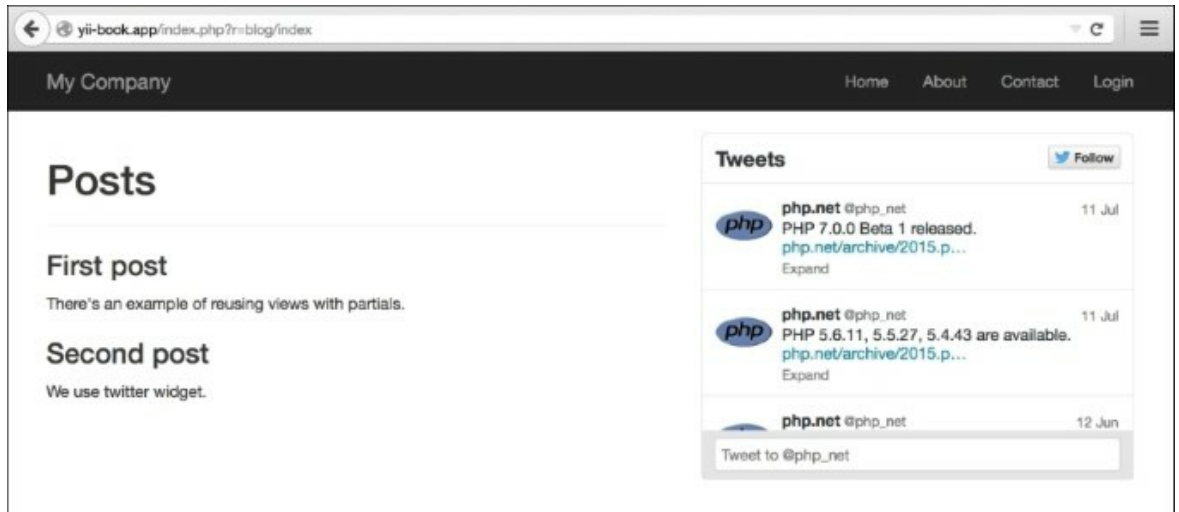 yii-book.app/index.php?r=blog/index
My Company
Home About Contact Login
Posts
First post
There's an example of reusing views with partials.
Second post
We use twitter widget.
Tweets
Follow
php
php.net @php_net 11 Jul
PHP 7.0.0 Beta 1 released.
php.net/archive/2015.p...
Expand
php
php.net @php_net 11 Jul
PHP 5.6.11, 5.5.27, 5.4.43 are available.
php.net/archive/2015.p...
Expand
php.net @php_net 12 Jun
Tweet to @php_net